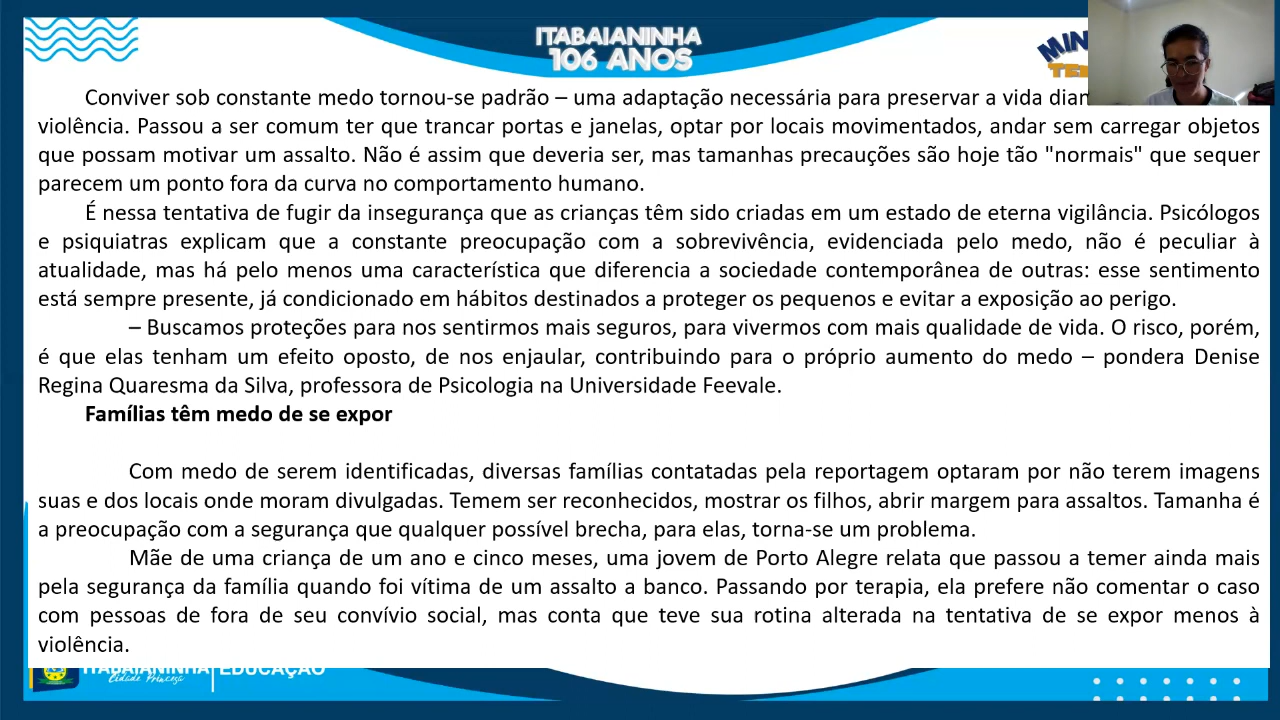 ITABAIANINHA
106 ANOS
Conviver sob constante medo tornou-se padrão – uma adaptação necessária para preservar a vida
violência. Passou a ser comum ter que trancar portas e janelas, optar por locais movimentados, andar sem carregar objetos
que possam motivar um assalto. Não é assim que deveria ser, mas tamanhas precauções são hoje tão "normais" que sequer
parecem um ponto fora da curva no comportamento humano.
É nessa tentativa de fugir da insegurança que as crianças têm sido criadas em um estado de eterna vigilância. Psicólogos
e psiquiatras explicam que a constante preocupação com a sobrevivência, evidenciada pelo medo, não é peculiar à
atualidade, mas há pelo menos uma característica que diferencia a sociedade contemporânea de outras: esse sentimento
está sempre presente, já condicionado em hábitos destinados a proteger os pequenos e evitar a exposição ao perigo.
– Buscamos proteções para nos sentirmos mais seguros, para vivermos com mais qualidade de vida. O risco, porém,
é que elas tenham um efeito oposto, de nos enjaular, contribuindo para o próprio aumento do medo – pondera Denise
Regina Quaresma da Silva, professora de Psicologia na Universidade Feevale.
Famílias têm medo de se expor
Com medo de serem identificadas, diversas famílias contatadas pela reportagem optaram por não terem imagens
suas e dos locais onde moram divulgadas. Temem ser reconhecidos, mostrar os filhos, abrir margem para assaltos. Tamanha é
a preocupação com a segurança que qualquer possível brecha, para elas, torna-se um problema.
Mãe de uma criança de um ano e cinco meses, uma jovem de Porto Alegre relata que passou a temer ainda mais
pela segurança da família quando foi vítima de um assalto a banco. Passando por terapia, ela prefere não comentar o caso
com pessoas de fora de seu convívio social, mas conta que teve sua rotina alterada na tentativa de se expor menos à
violência.
ITABAIANINHA EDUCAÇÃO
Cidade Princesa